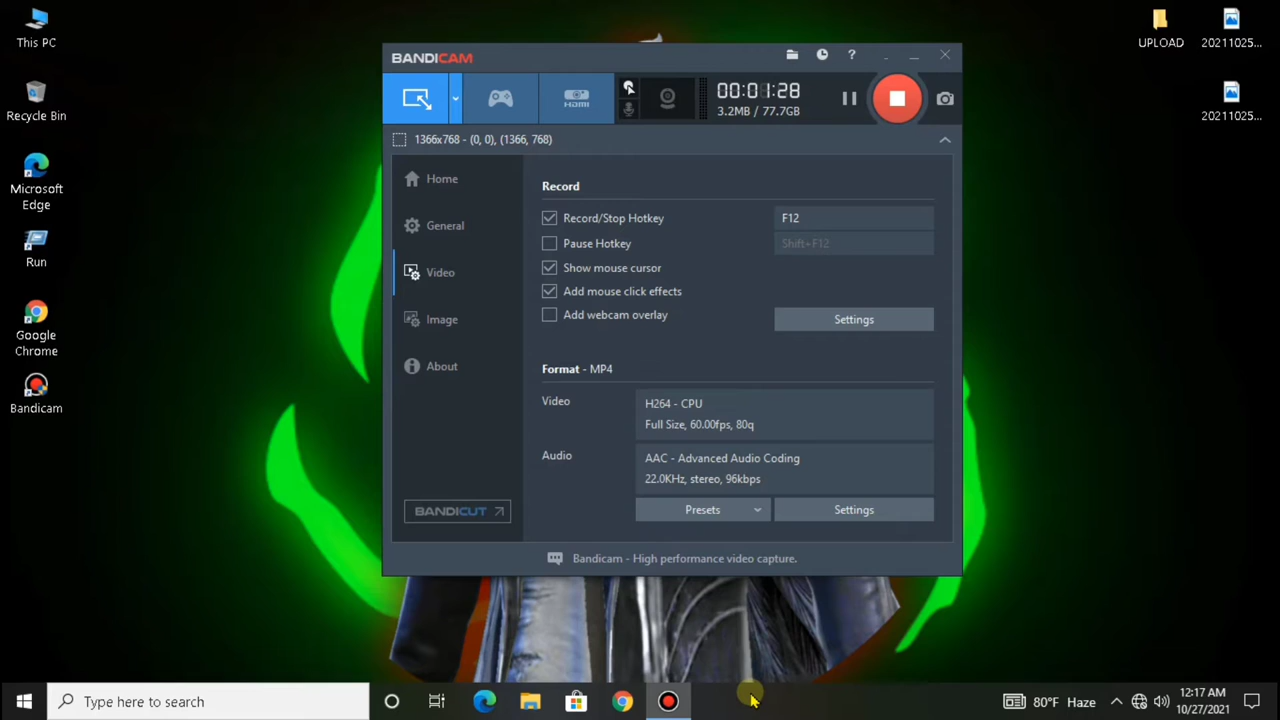 This PC
Recycle Bin
Microsoft
Edge
Run
Google
Chrome
Bandicam
UPLOAD
20211025...
20211025...
BANDICAM
?
HDMI
00:01:28
3.2MB / 77.7GB
1366x768 - (0, 0), (1366, 768)
Home
General
Video
Image
About
BANDICUT
Record
Record/Stop Hotkey
F12
Pause Hotkey
Shift+F12
Show mouse cursor
Add mouse click effects
Add webcam overlay
Settings
Format - MP4
Video
H264 - CPU
Full Size, 60.00fps, 80q
Audio
AAC - Advanced Audio Coding
22.0KHz, stereo, 96kbps
Presets
Settings
Bandicam - High performance video capture.
Type here to search
80°F Haze
12:17 AM
10/27/2021